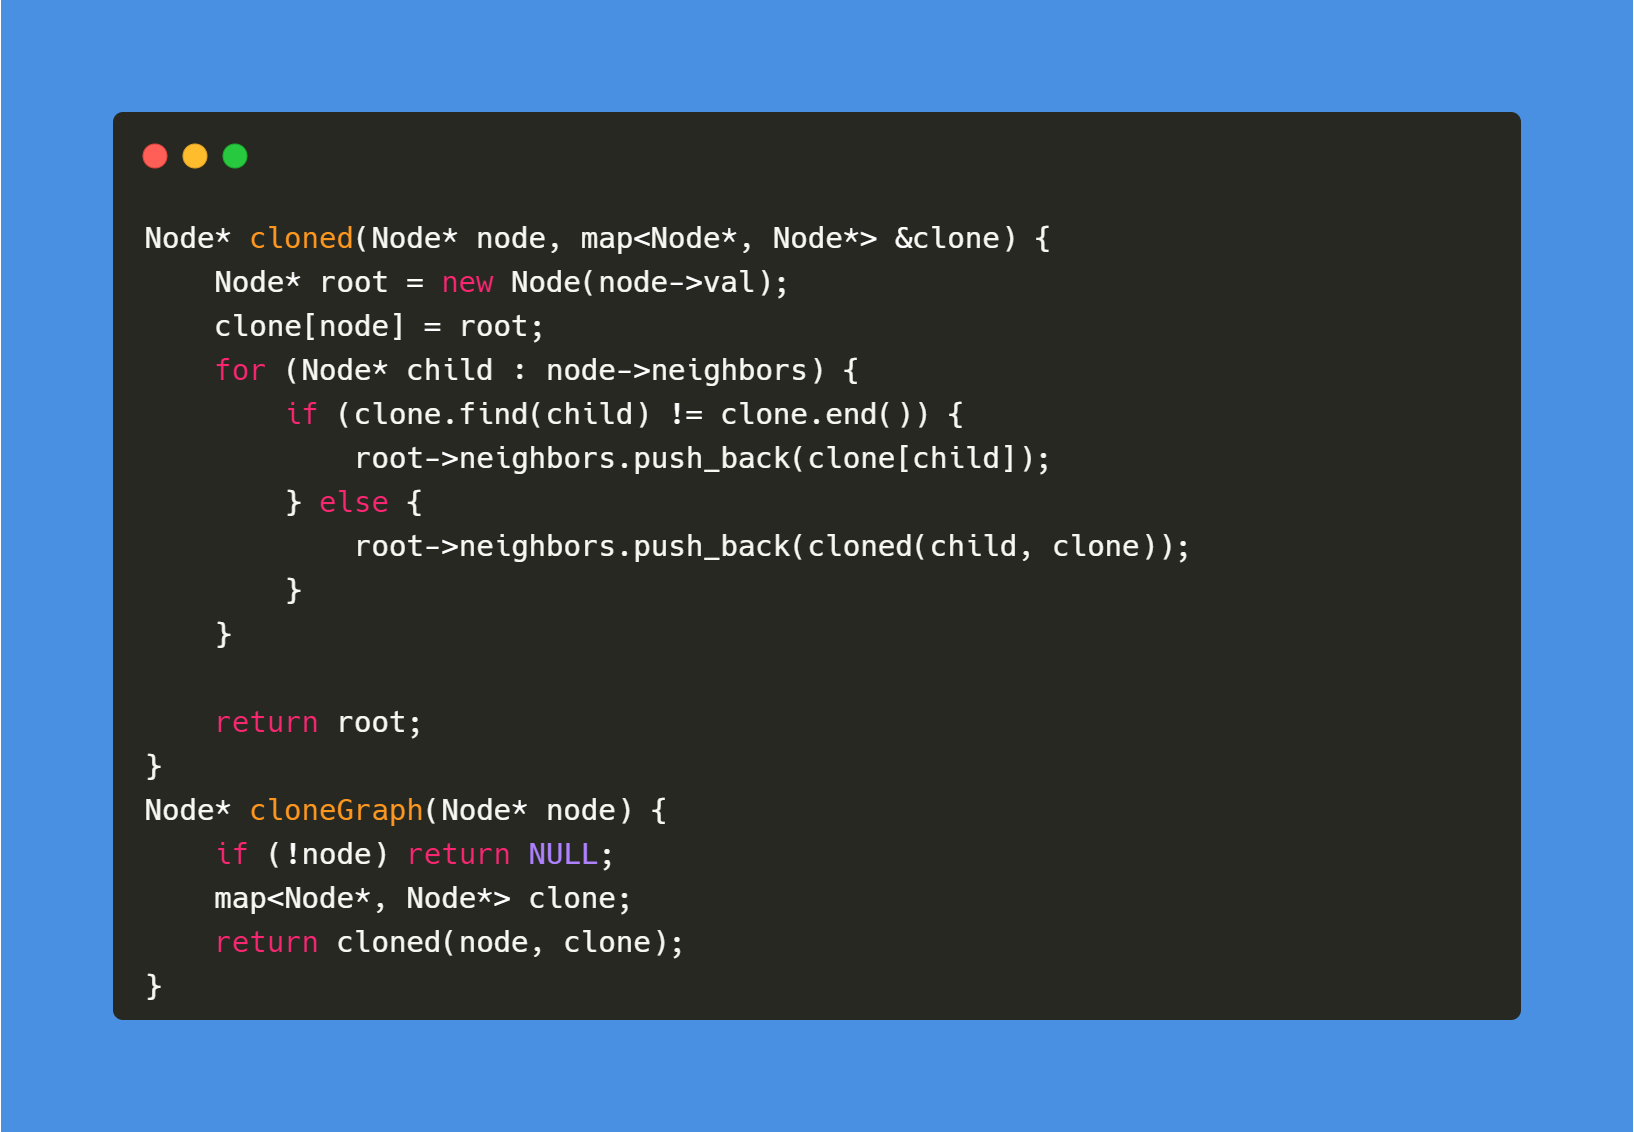 Node* cloned(Node* node, map<Node*, Node*> &clone) {
    Node* root = new Node(node->val);
    clone[node] = root;
    for (Node* child : node->neighbors) {
        if (clone.find(child) != clone.end()) {
            root->neighbors.push_back(clone[child]);
        } else {
            root->neighbors.push_back(cloned(child, clone));
        }
    }

    return root;
}
Node* cloneGraph(Node* node) {
    if (!node) return NULL;
    map<Node*, Node*> clone;
    return cloned(node, clone);
}